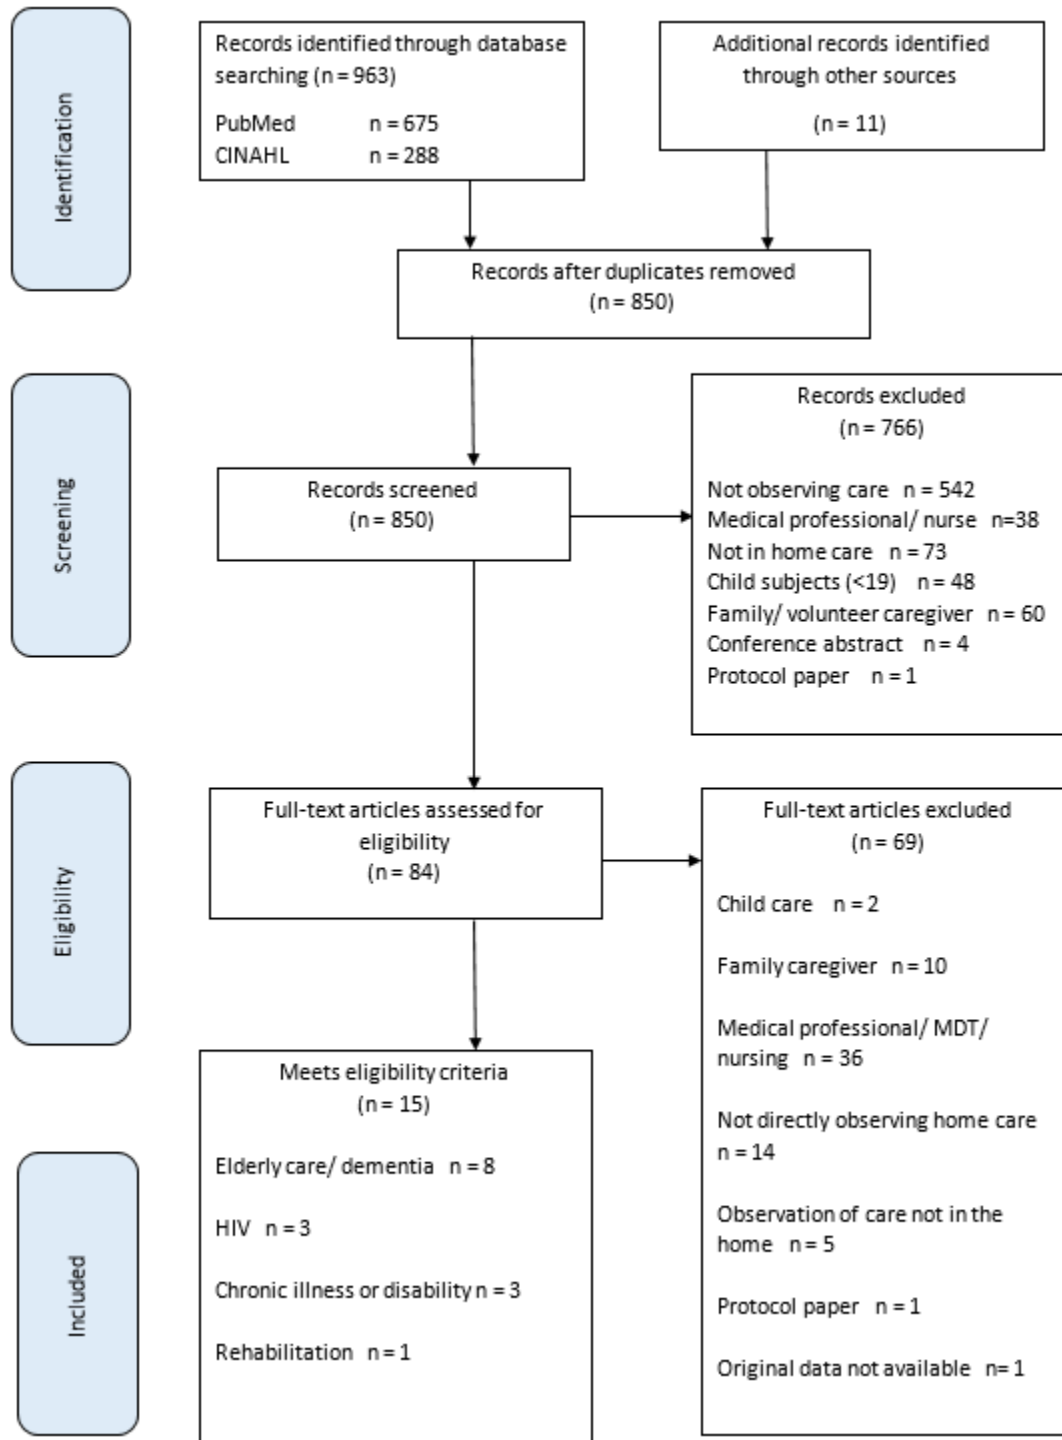 Identification
Records identified through database
searching (n = 963)
PubMed n = 675
CINAHL n = 288
Additional records identified
through other sources
(n = 11)
Records after duplicates removed
(n = 850)
Screening
Records screened
(n = 850)
Records excluded
(n = 766)
Not observing care n = 542
Medical professional/ nurse n=38
Not in home care n = 73
Child subjects (<19) n = 48
Family/ volunteer caregiver n = 60
Conference abstract n = 4
Protocol paper n = 1
Eligibility
Full-text articles assessed for
eligibility
(n = 84)
Full-text articles excluded
(n = 69)
Child care n = 2
Family caregiver n = 10
Medical professional/ MDT/
nursing n = 36
Not directly observing home care
n = 14
Observation of care not in the
home n = 5
Protocol paper n = 1
Original data not available n= 1
Included
Meets eligibility criteria
(n = 15)
Elderly care/ dementia n = 8
HIV n = 3
Chronic illness or disability n = 3
Rehabilitation n = 1